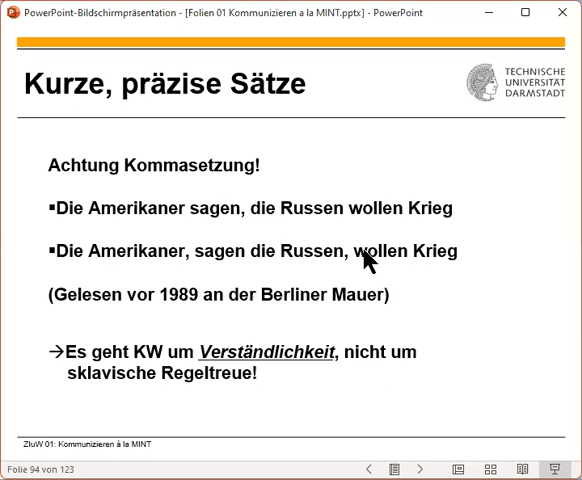 PowerPoint-Bildschirmpräsentation - [Folien 01 Kommunizieren a la MINT.pptx] - PowerPoint
Kurze, präzise Sätze
TECHNISCHE
UNIVERSITÄT
DARMSTADT
Achtung Kommasetzung!
▪Die Amerikaner sagen, die Russen wollen Krieg
▪Die Amerikaner, sagen die Russen, wollen Krieg
(Gelesen vor 1989 an der Berliner Mauer)
→Es geht KW um Verständlichkeit, nicht um
sklavische Regeltreue!
ZIuW 01: Kommunizieren à la MINT
Folie 94 von 123